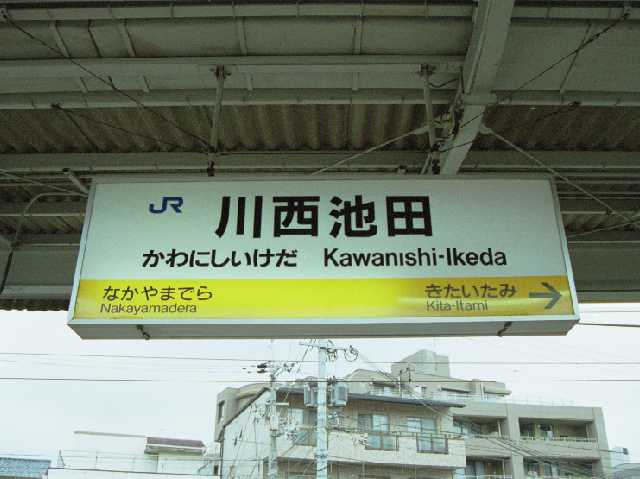 JR 川西池田
かわにしいけだ Kawanishi-Ikeda
なかやまでら きたいたみ →
Nakayamadera Kita-Itami